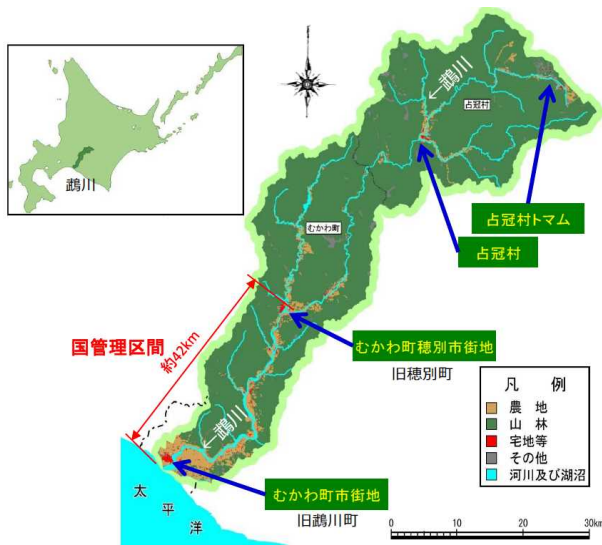 鵡川
←鵡川
占冠村
占冠村トマム
占冠村
むかわ町
国管理区間
約42km
むかわ町穂別市街地
旧穂別町
←鵡川
むかわ町市街地
旧鵡川町
太平洋
凡 例
農 地
山 林
宅地等
その他
河川及び湖沼
0 10 20 30km